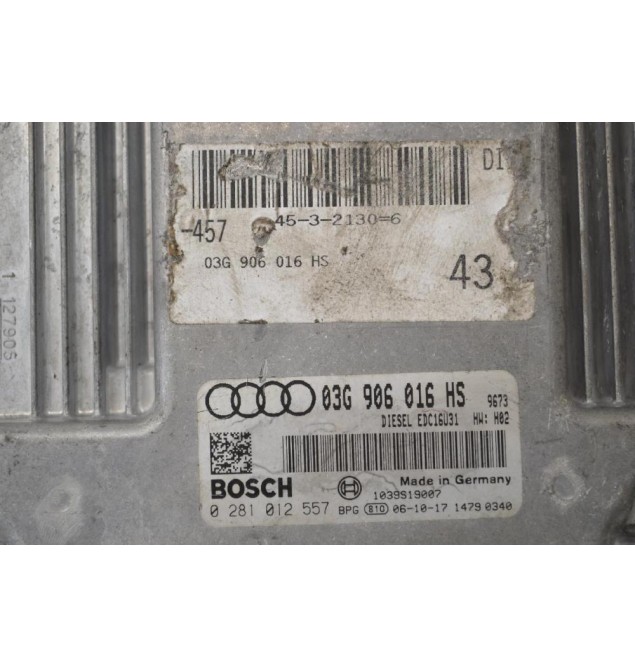 DI
-457
45-3-2130=6
03G 906 016 HS
43
1 127905
03G 906 016 HS 9673
DIESEL EDC16U31 HW: H02
Made in Germany
BOSCH
1039S19007
0 281 012 557 BPG 810 06-10-17 1479 0340